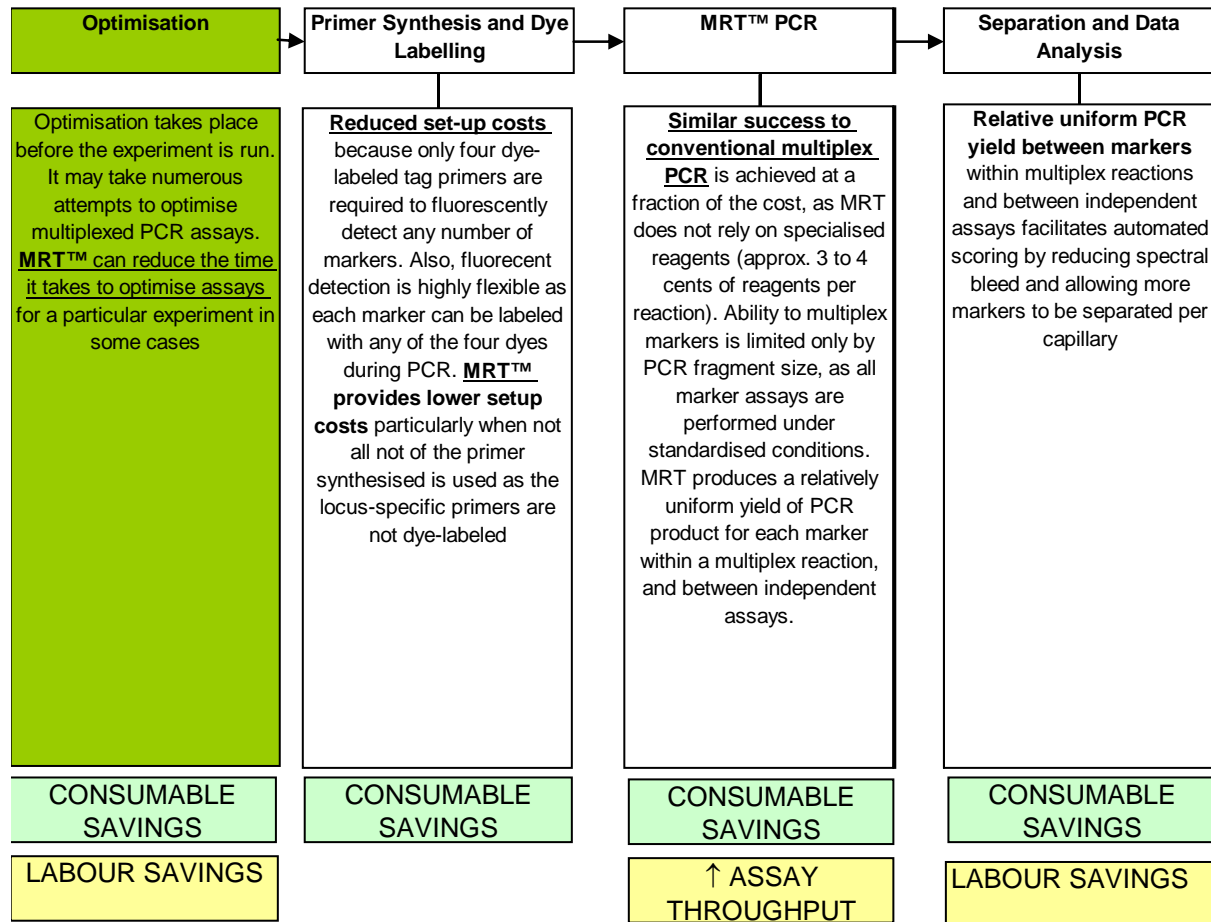 Optimisation
Primer Synthesis and Dye
Labelling
MRT™ PCR
Separation and Data
Analysis
Optimisation takes place
before the experiment is run.
It may take numerous
attempts to optimise
multiplexed PCR assays.
MRT™ can reduce the time
it takes to optimise assays
for a particular experiment in
some cases
Reduced set-up costs
because only four dye-
labeled tag primers are
required to fluorescently
detect any number of
markers. Also, fluorecent
detection is highly flexible as
each marker can be labeled
with any of the four dyes
during PCR. MRT™
provides lower setup
costs particularly when not
all not of the primer
synthesised is used as the
locus-specific primers are
not dye-labeled
Similar success to
conventional multiplex
PCR is achieved at a
fraction of the cost, as MRT
does not rely on specialised
reagents (approx. 3 to 4
cents of reagents per
reaction). Ability to multiplex
markers is limited only by
PCR fragment size, as all
marker assays are
performed under
standardised conditions.
MRT produces a relatively
uniform yield of PCR
product for each marker
within a multiplex reaction,
and between independent
assays.
Relative uniform PCR
yield between markers
within multiplex reactions
and between independent
assays facilitates automated
scoring by reducing spectral
bleed and allowing more
markers to be separated per
capillary
CONSUMABLE
SAVINGS
CONSUMABLE
SAVINGS
CONSUMABLE
SAVINGS
CONSUMABLE
SAVINGS
LABOUR SAVINGS
↑ ASSAY
THROUGHPUT
LABOUR SAVINGS